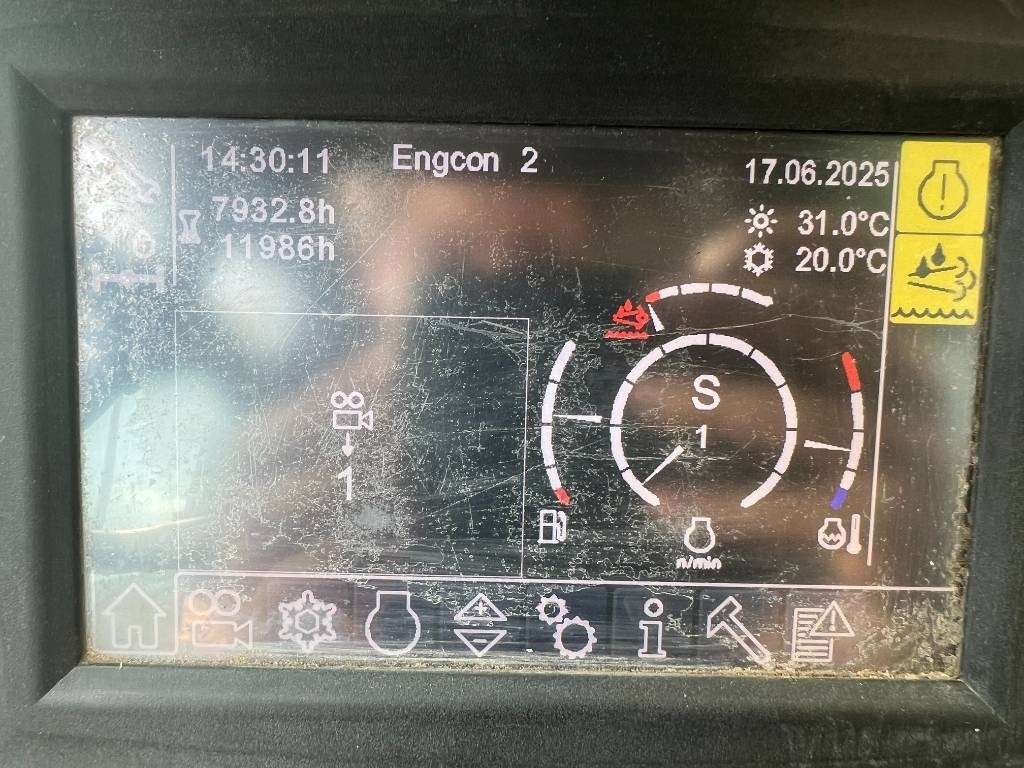 14:30:11 Engcon 2 17.06.2025
7932.8h
11986h
31.0°C
20.0°C
S
1
1
n/min